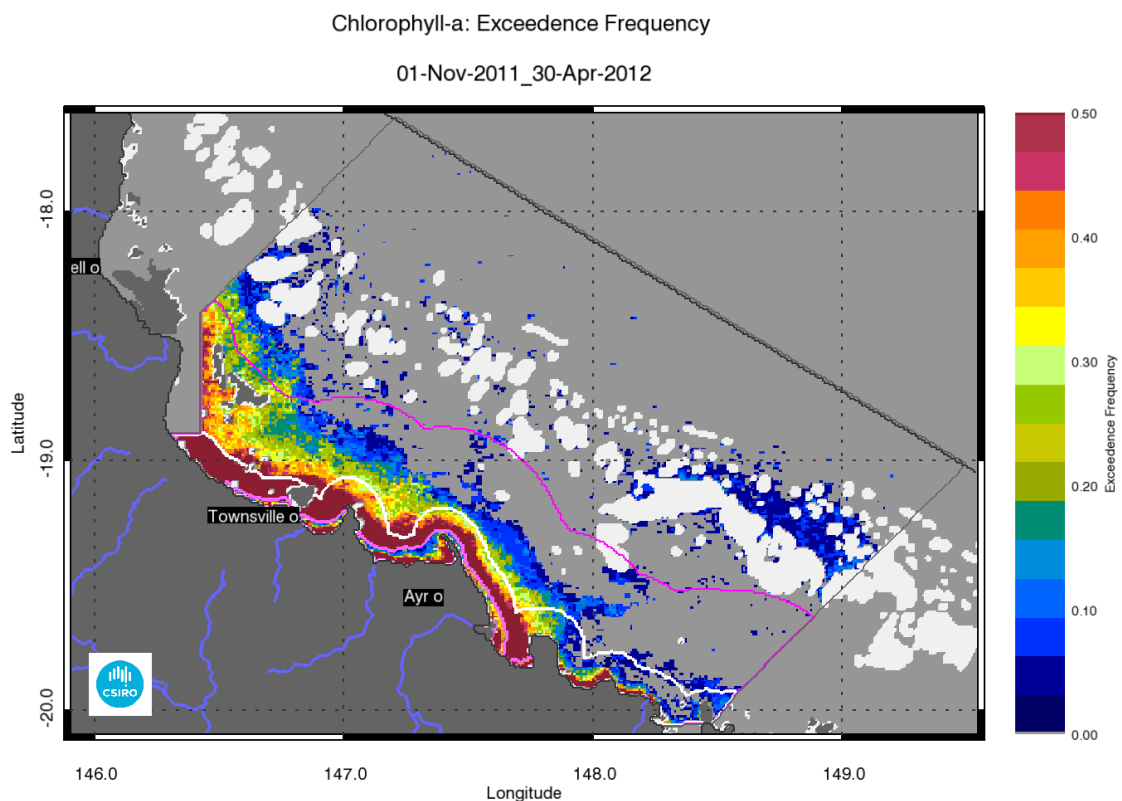 Chlorophyll-a: Exceedence Frequency
01-Nov-2011_30-Apr-2012
-18.0
-19.0
-20.0
Latitude
ell o
Townsville o
Ayr o
CSIRO
146.0
147.0
148.0
149.0
Longitude
0.50
0.40
0.30
0.20
0.10
0.00
Exceedence Frequency